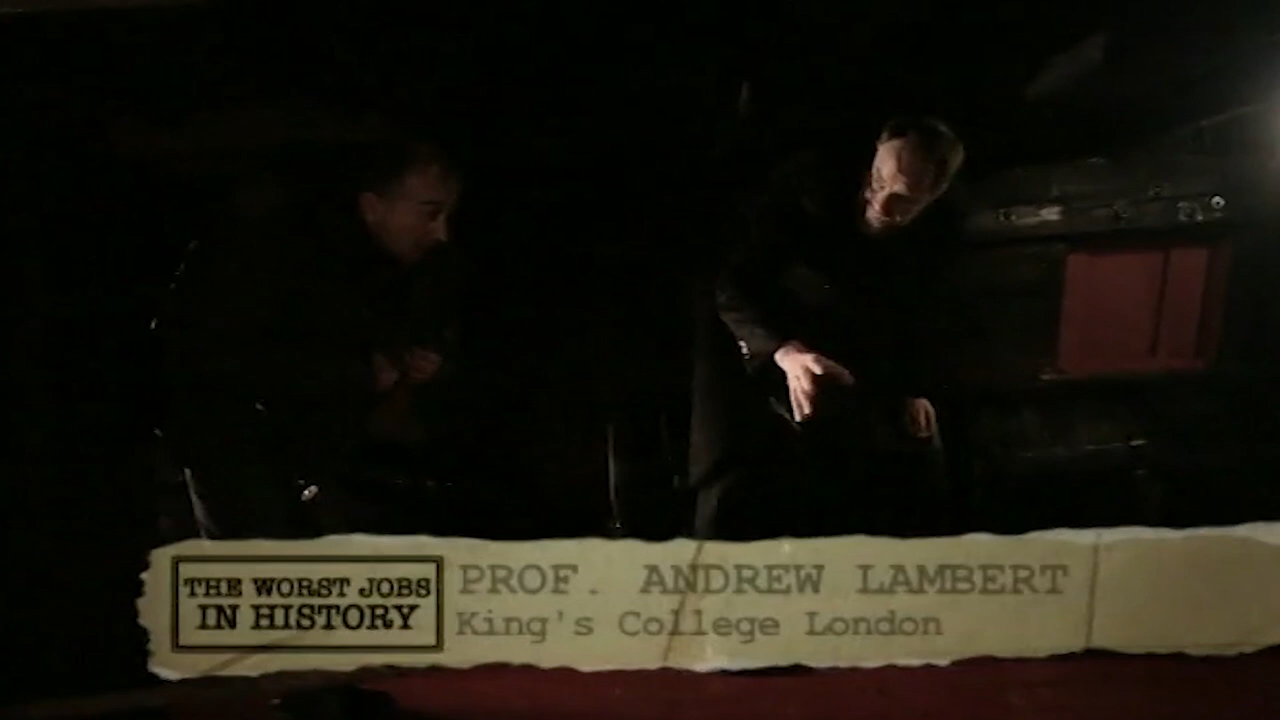 THE WORST JOBS
IN HISTORY
PROF. ANDREW LAMBERT
King's College London